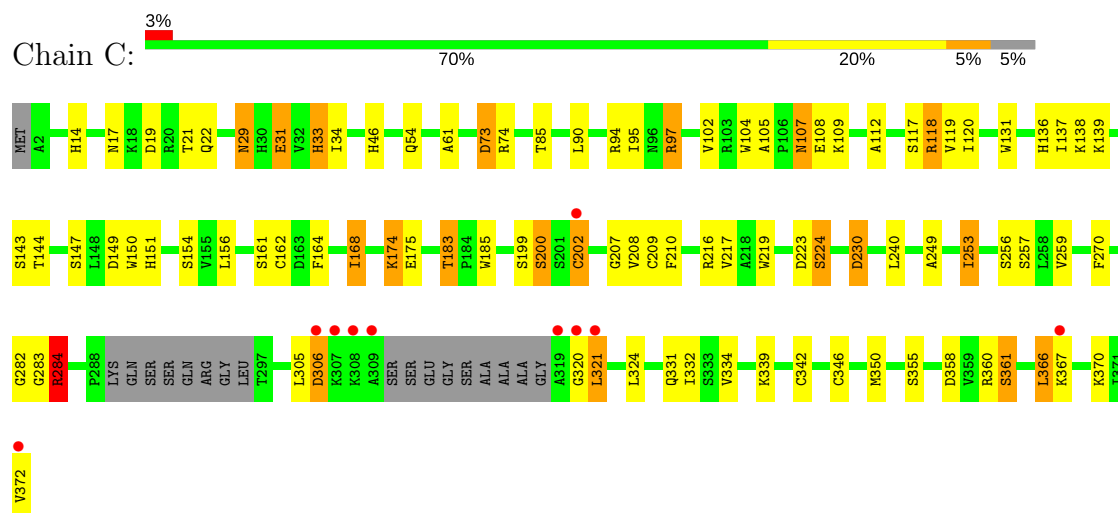 3%
Chain C:
70% 20% 5% 5%
MET A2 H14 N17 K18 D19 R20 T21 Q22 N29 H30 E31 V32 H33 I34 H46 Q54 A61 D73 R74 T85 L90 R94 I95 N96 R97 V102 R103 W104 A105 P106 N107 E108 K109 A112 S117 R118 V119 I120 W131 H136 I137 K138 K139
S143 T144 S147 L148 D149 W150 H151 S154 V155 L156 S161 C162 D163 F164 I168 K174 E175 T183 P184 W185 S199 S200 S201 C202 G207 V208 C209 F210 R216 V217 A218 W219 D223 S224 D230 L240 A249 I253 S256 S257 L258 V259 F270
G282 G283 R284 P288 LYS GLN SER SER GLN ARG GLY LEU T297 L305 D306 K307 K308 A309 SER SER GLU GLY SER ALA ALA ALA GLY A319 G320 L321 L324 Q331 I332 S333 V334 K339 C342 C346 M350 S355 D358 V359 R360 S361 L366 K367 K370 I371
V372